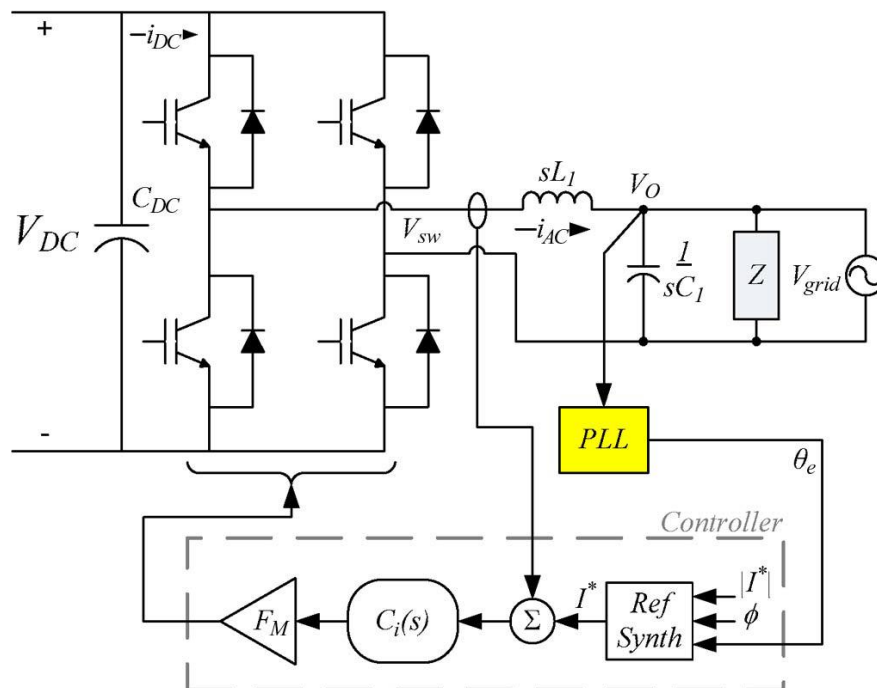 +
−i_DC
C_DC
V_DC
-
V_sw
sL_1
−i_AC
V_O
1
sC_1
Z
V_grid
PLL
θ_e
Controller
F_M
C_i(s)
Σ
I*
Ref
Synth
|I*|
ϕ